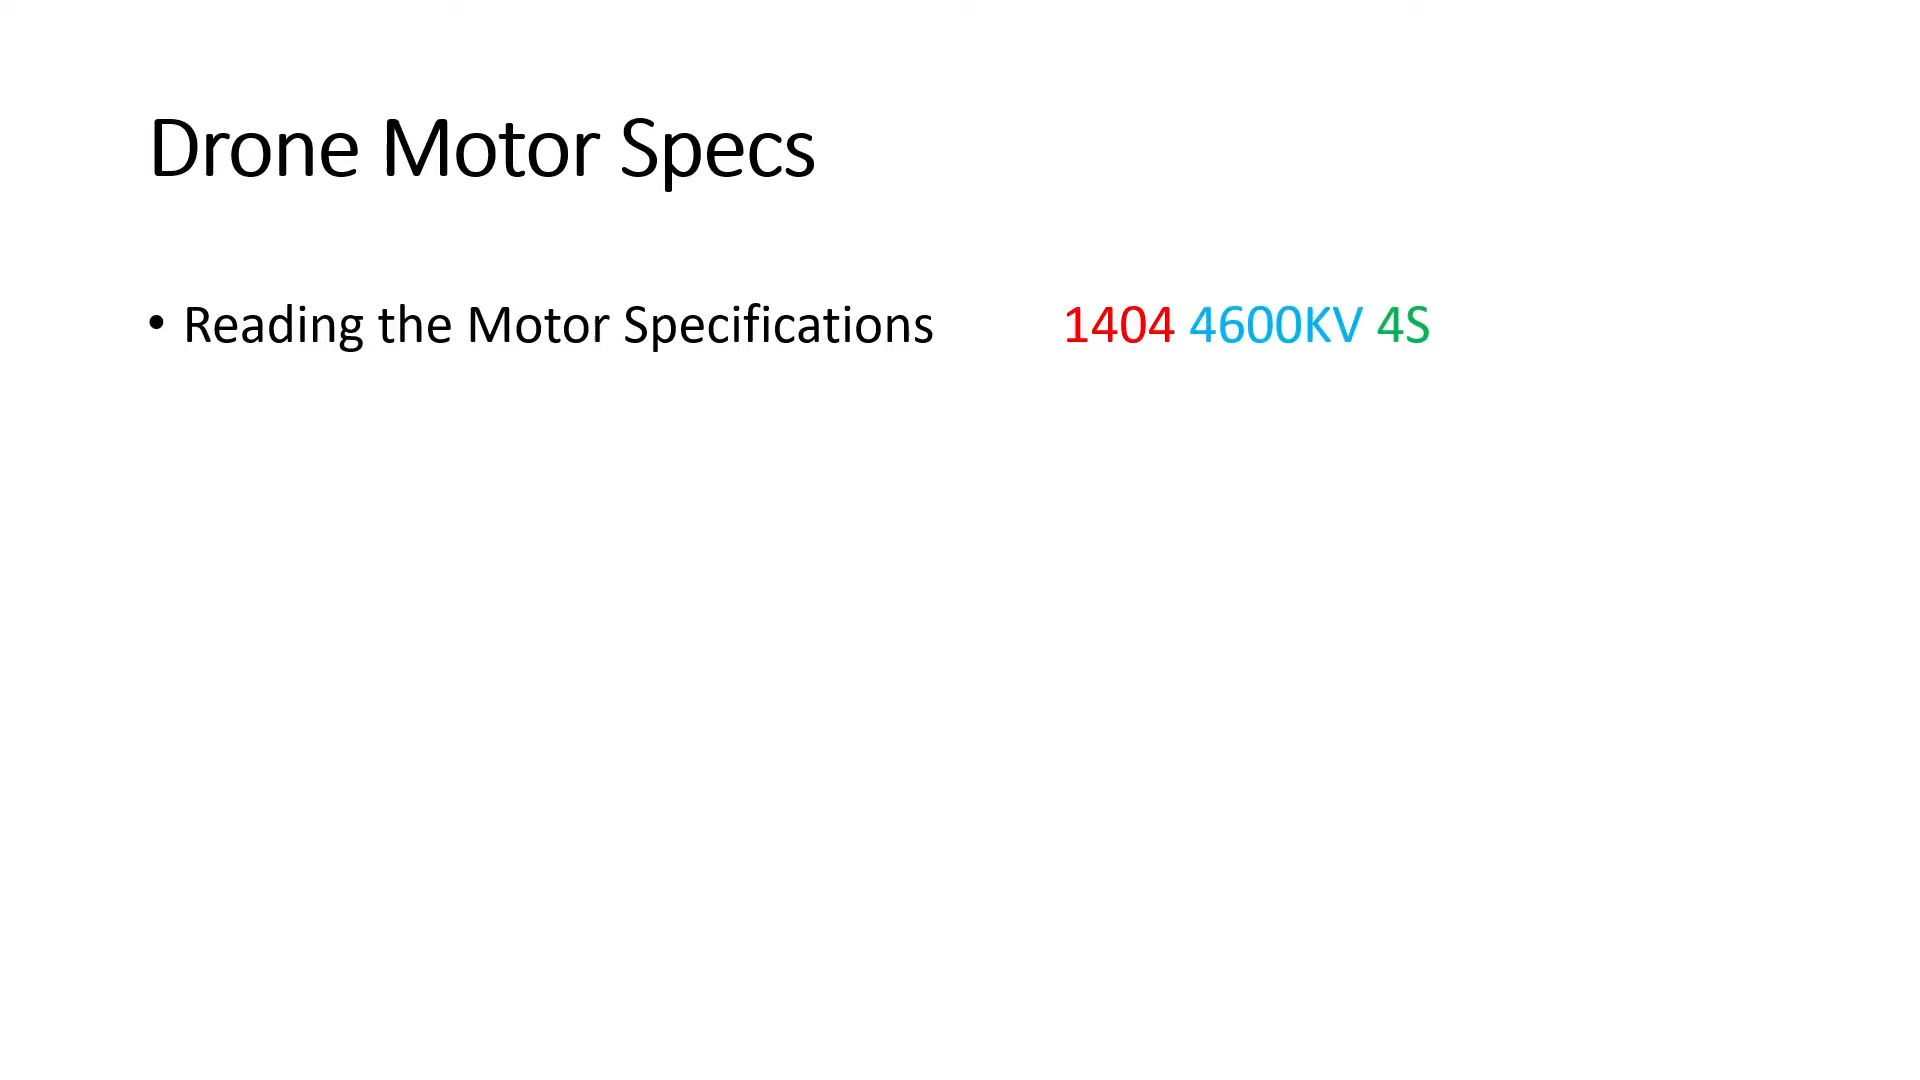 Drone Motor Specs
• Reading the Motor Specifications 1404 4600KV 4S